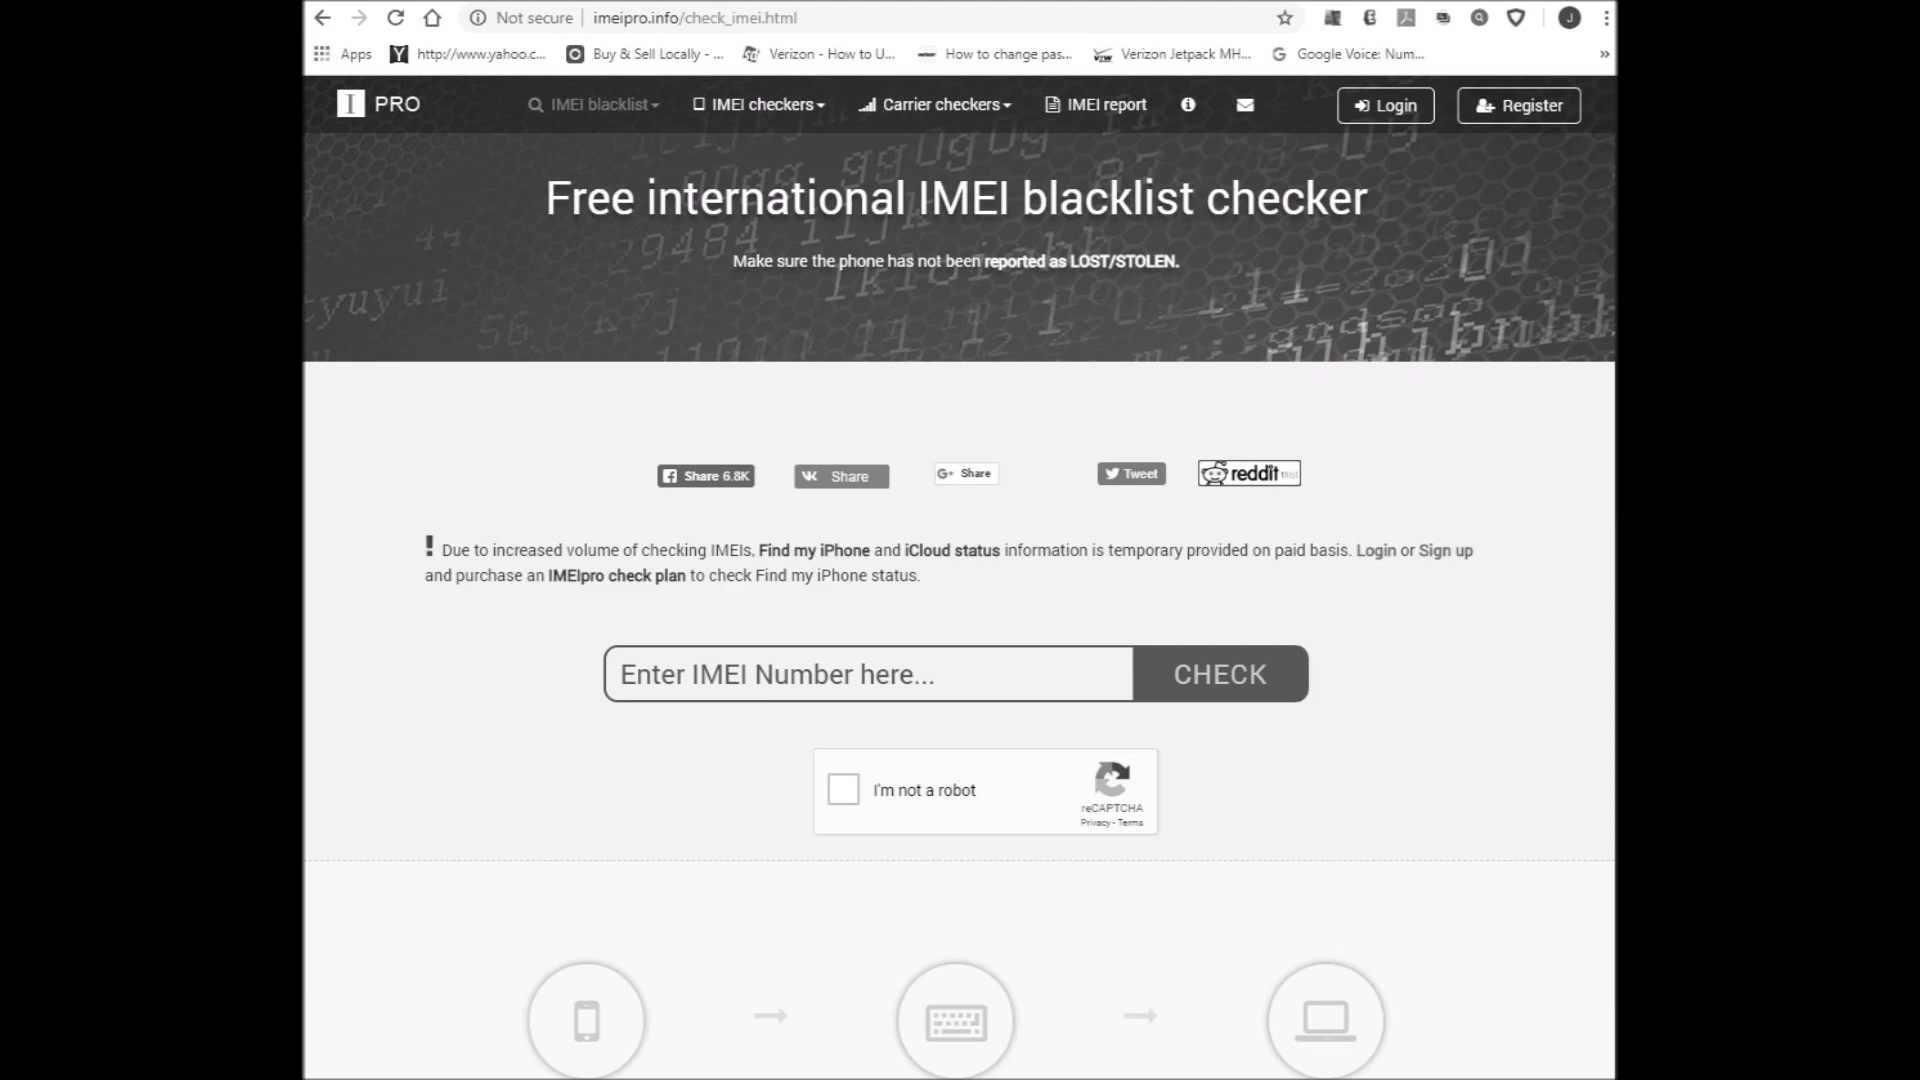 Not secure imeipro.info/check_imei.html J
Apps http://www.yahoo.c... Buy & Sell Locally - ... Verizon - How to U... How to change pas... Verizon Jetpack MH... Google Voice: Num... »
I PRO IMEI blacklist IMEI checkers Carrier checkers IMEI report Login Register
Free international IMEI blacklist checker
Make sure the phone has not been reported as LOST/STOLEN.
Share 6.8K Share G+ Share Tweet reddit this!
! Due to increased volume of checking IMEIs, Find my iPhone and iCloud status information is temporary provided on paid basis. Login or Sign up
and purchase an IMEIpro check plan to check Find my iPhone status.
Enter IMEI Number here... CHECK
I'm not a robot
reCAPTCHA
Privacy - Terms